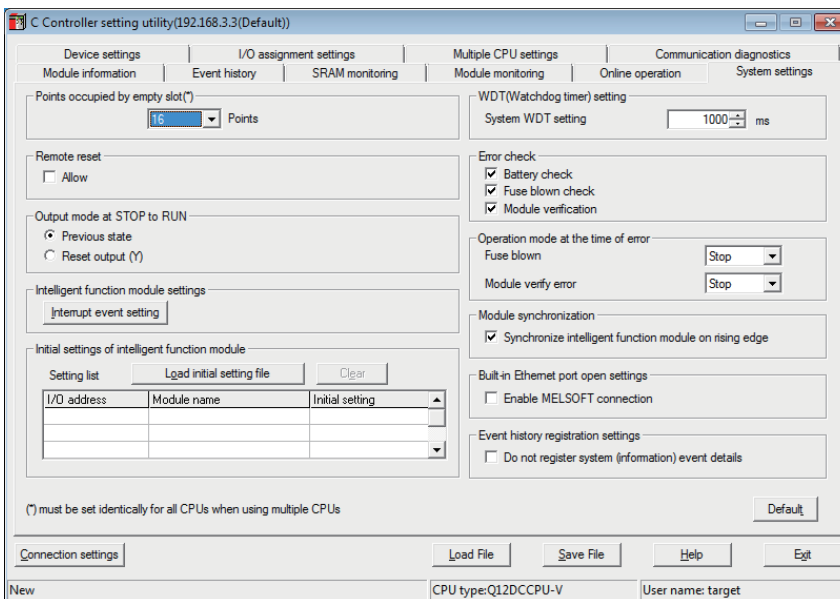 C Controller setting utility(192.168.3.3(Default))
Device settings
I/O assignment settings
Multiple CPU settings
Communication diagnostics
Module information
Event history
SRAM monitoring
Module monitoring
Online operation
System settings
Points occupied by empty slot(*)
16
Points
Remote reset
Allow
Output mode at STOP to RUN
Previous state
Reset output (Y)
Intelligent function module settings
Interrupt event setting
Initial settings of intelligent function module
Setting list
Load initial setting file
Clear
I/O address
Module name
Initial setting
WDT(Watchdog timer) setting
System WDT setting
1000
ms
Error check
Battery check
Fuse blown check
Module verification
Operation mode at the time of error
Fuse blown
Stop
Module verify error
Stop
Module synchronization
Synchronize intelligent function module on rising edge
Built-in Ethernet port open settings
Enable MELSOFT connection
Event history registration settings
Do not register system (information) event details
(*) must be set identically for all CPUs when using multiple CPUs
Default
Connection settings
Load File
Save File
Help
Exit
New
CPU type:Q12DCCPU-V
User name: target